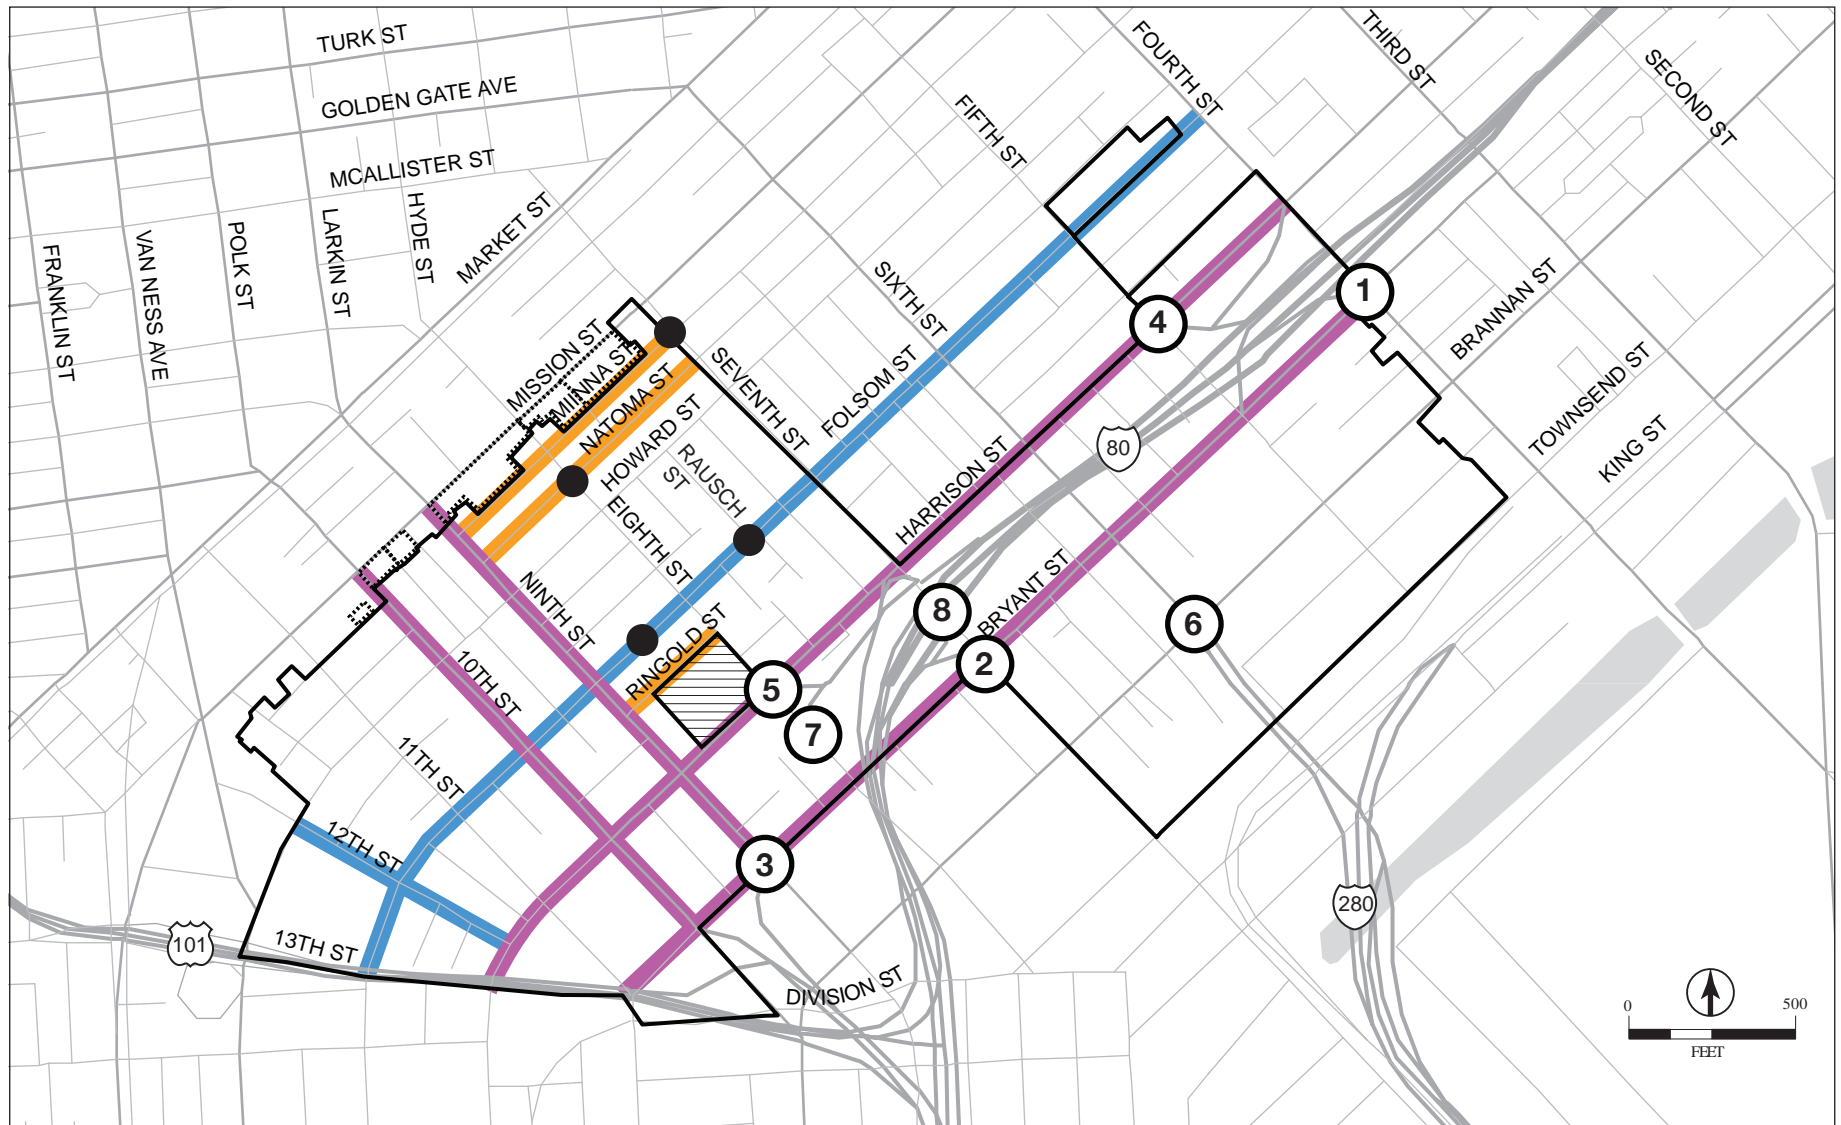 TURK ST
GOLDEN GATE AVE
MCALLISTER ST
FOURTH ST
THIRD ST
SECOND ST
FIFTH ST
FRANKLIN ST
VAN NESS AVE
POLK ST
LARKIN ST
HYDE ST
MARKET ST
SIXTH ST
BRANNAN ST
1
4
MISSION ST
MINNA ST
NATOMA ST
SEVENTH ST
FOLSOM ST
TOWNSEND ST
KING ST
HOWARD ST
RAUSCH
ST
80
HARRISON ST
EIGHTH ST
NINTH ST
BRYANT ST
8
6
RINGOLD ST
2
10TH ST
5
7
11TH ST
12TH ST
3
280
101
13TH ST
DIVISION ST
0
500
FEET